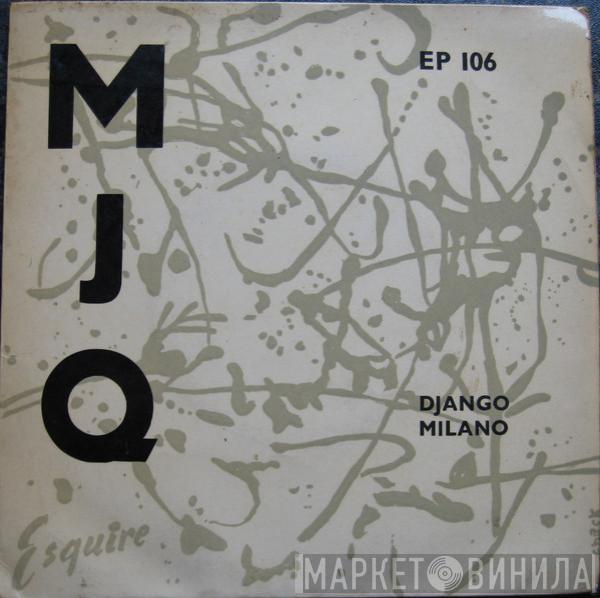 M
EP 106
J
Q
DJANGO
MILANO
Esquire
МАРКЕТ ВИНИЛА